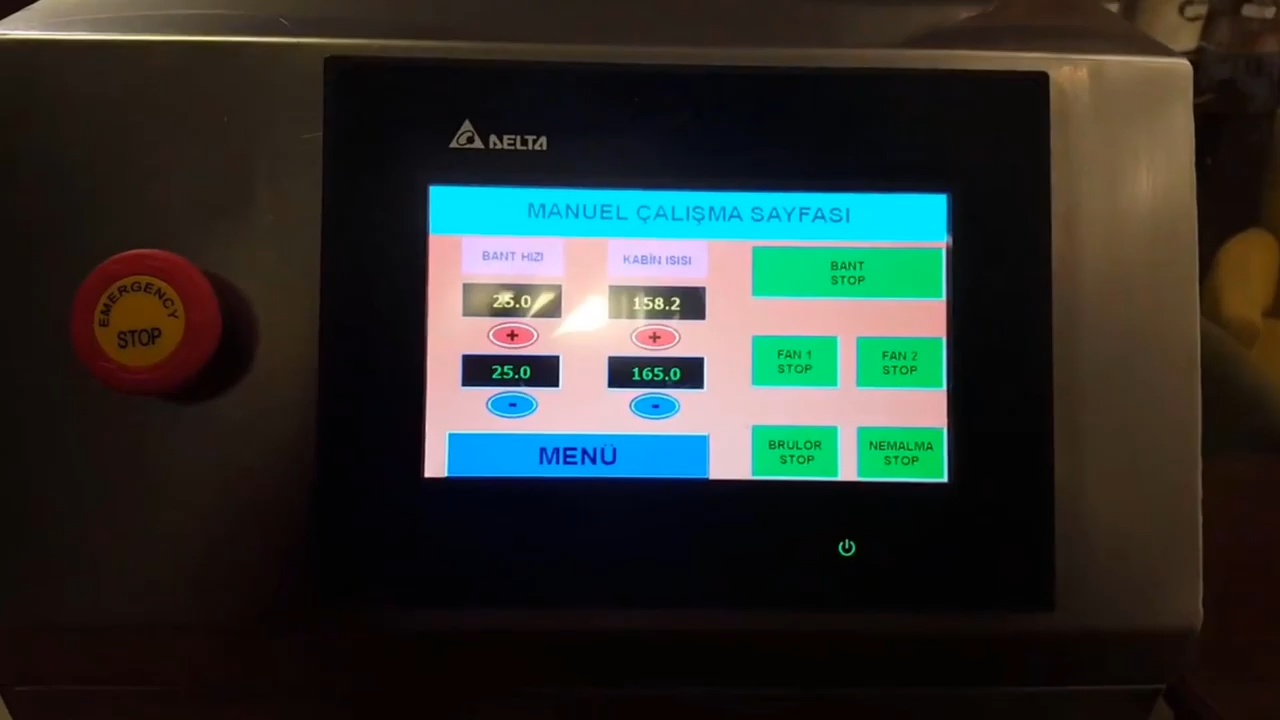 DELTA
MANUEL ÇALIŞMA SAYFASI
BANT HIZI
KABİN ISISI
BANT
STOP
25.0
158.2
+
+
FAN 1
STOP
FAN 2
STOP
25.0
165.0
-
-
MENÜ
BRULOR
STOP
NEMALMA
STOP
EMERGENCY
STOP